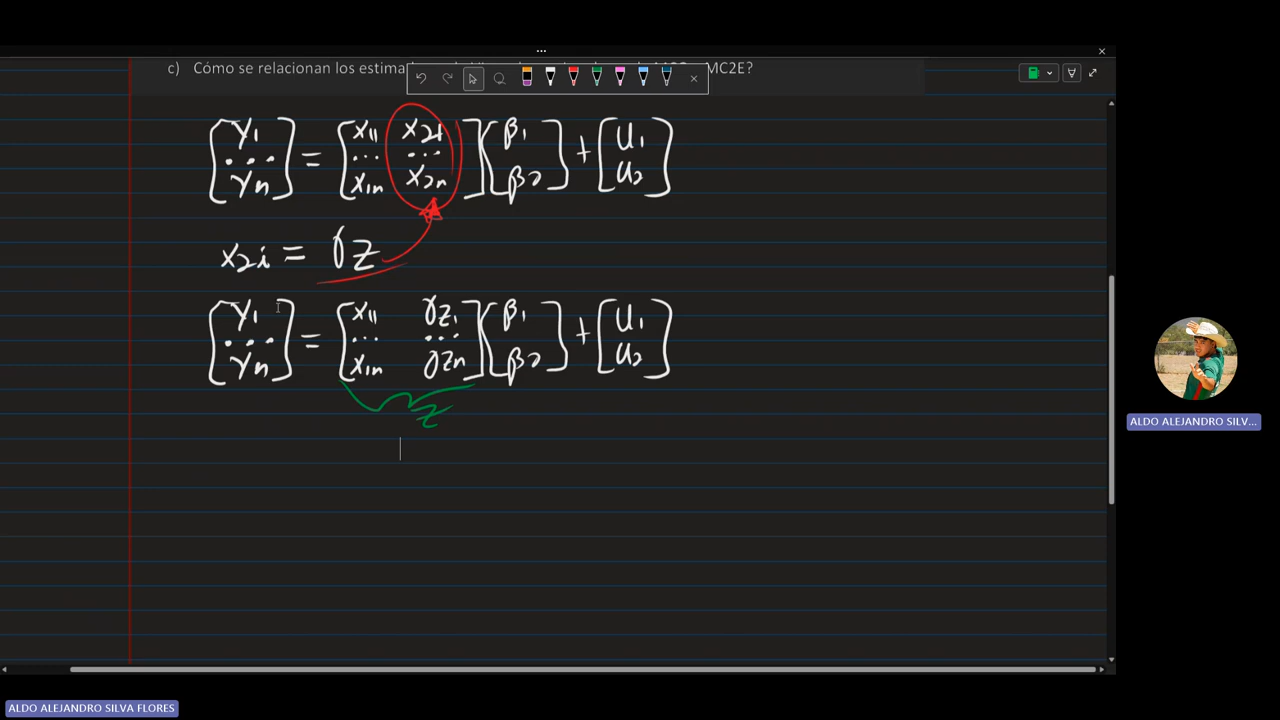 c) Cómo se relacionan los MC2E?
[y₁ ... yₙ] = [x₁₁ ... x₁ₙ x₂₁ ... x₂ₙ] [β₁ β₂] + [u₁ u₂]
x₂ᵢ = γz
[y₁ ... yₙ] = [x₁₁ ... x₁ₙ γz₁ ... γzₙ] [β₁ β₂] + [u₁ u₂]
z
ALDO ALEJANDRO SILV...
ALDO ALEJANDRO SILVA FLORES